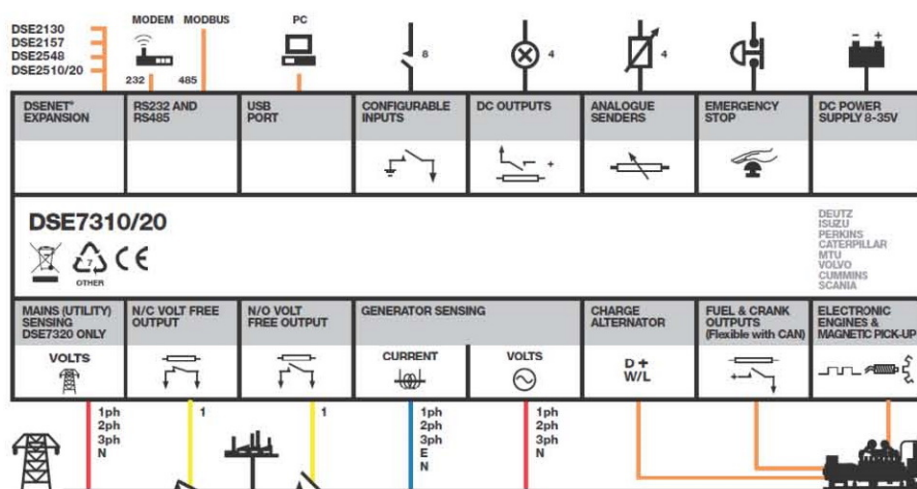 DSE2130
DSE2157
DSE2548
DSE2510/20
MODEM
MODBUS
232
485
PC
8
4
4
- +
DSENET®
EXPANSION
RS232 AND
RS485
USB
PORT
CONFIGURABLE
INPUTS
DC OUTPUTS
+
ANALOGUE
SENDERS
EMERGENCY
STOP
DC POWER
SUPPLY 8-35V
DSE7310/20
7
OTHER
CE
DEUTZ
ISUZU
PERKINS
CATERPILLAR
MTU
VOLVO
CUMMINS
SCANIA
MAINS (UTILITY)
SENSING
DSE7320 ONLY
VOLTS
N/C VOLT FREE
OUTPUT
N/O VOLT
FREE OUTPUT
GENERATOR SENSING
CURRENT
VOLTS
CHARGE
ALTERNATOR
D +
W/L
FUEL & CRANK
OUTPUTS
(Flexible with CAN)
+
ELECTRONIC
ENGINES &
MAGNETIC PICK-UP
1ph
2ph
3ph
N
1
1
1ph
2ph
3ph
E
N
1ph
2ph
3ph
N